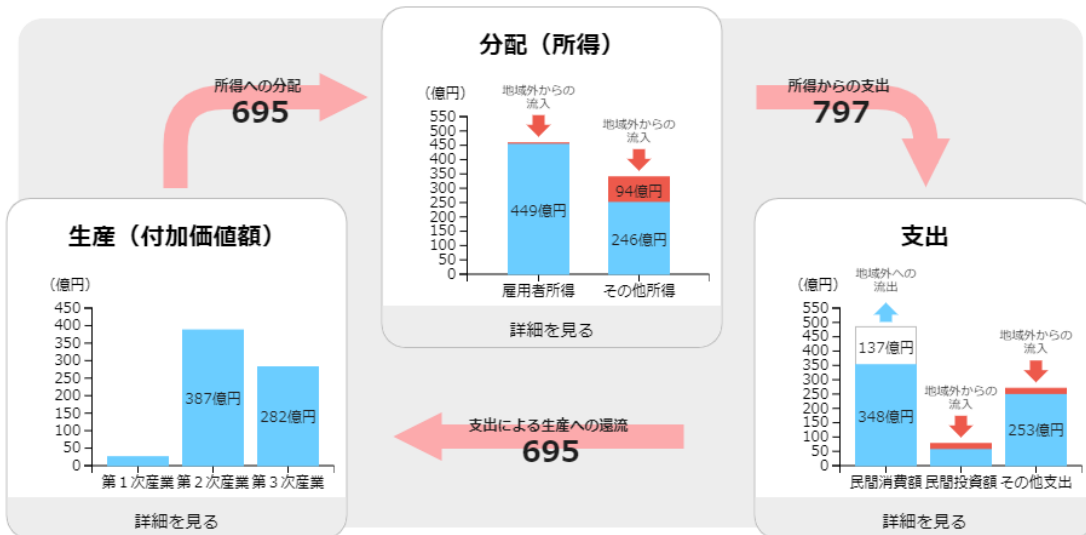 分配（所得）
所得への分配
695
（億円）
地域外からの
流入
地域外からの
流入
550
500
450
400
350
300
250
200
150
100
50
0
449億円
94億円
246億円
雇用者所得
その他所得
詳細を見る
所得からの支出
797
生産（付加価値額）
（億円）
450
400
350
300
250
200
150
100
50
0
387億円
282億円
第１次産業
第２次産業
第３次産業
詳細を見る
支出による生産への還流
695
支出
（億円）
地域外への
流出
地域外からの
流入
地域外からの
流入
550
500
450
400
350
300
250
200
150
100
50
0
137億円
348億円
253億円
民間消費額
民間投資額
その他支出
詳細を見る